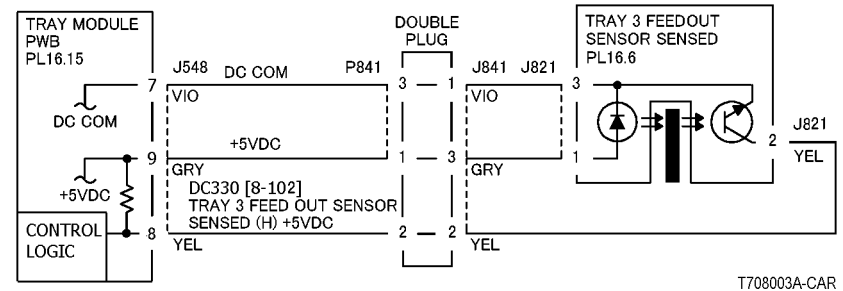 TRAY MODULE
PWB
PL16.15
DOUBLE
PLUG
TRAY 3 FEEDOUT
SENSOR SENSED
PL16.6
7
J548
DC COM
P841
3
1
J841
J821
3
VIO
VIO
DC COM
+5VDC
2
J821
YEL
9
1
3
1
GRY
GRY
+5VDC
DC330 [8-102]
TRAY 3 FEED OUT SENSOR
SENSED (H) +5VDC
CONTROL
LOGIC
8
2
2
YEL
YEL
T708003A-CAR